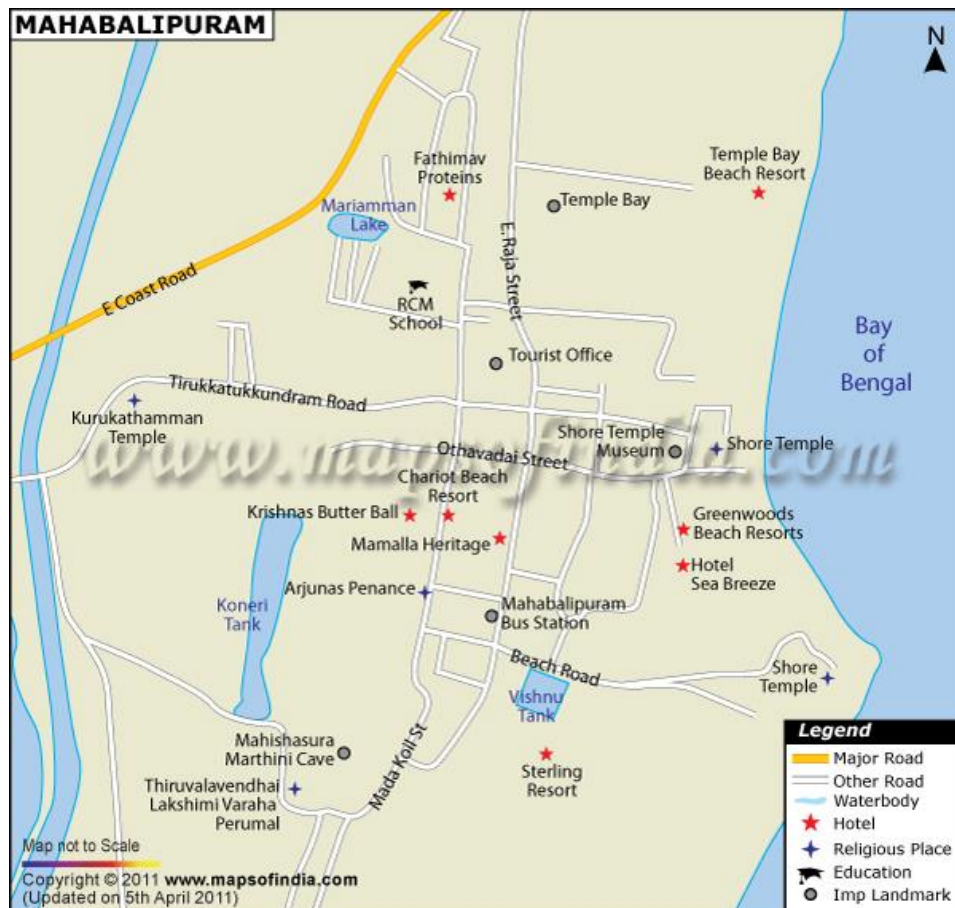 MAHABALIPURAM
N
Fathimav
Proteins
Temple Bay
Beach Resort
Mariamman
Lake
Temple Bay
E. Raja Street
E Coast Road
RCM
School
Bay
of
Bengal
Tourist Office
Tirukkatukkundram Road
Kurukathamman
Temple
Shore Temple
Museum
Shore Temple
www.mapsofindia.com
Othavadai Street
Chariot Beach
Resort
Krishnas Butter Ball
Mamalla Heritage
Greenwoods
Beach Resorts
Hotel
Sea Breeze
Arjunas Penance
Koneri
Tank
Mahabalipuram
Bus Station
Beach Road
Shore
Temple
Vishnu
Tank
Mahishasura
Marthini Cave
Mada Koil St
Sterling
Resort
Thiruvalavendhai
Lakshimi Varaha
Perumal
Legend
Major Road
Other Road
Waterbody
Hotel
Religious Place
Education
Imp Landmark
Map not to Scale
Copyright © 2011 www.mapsofindia.com
(Updated on 5th April 2011)